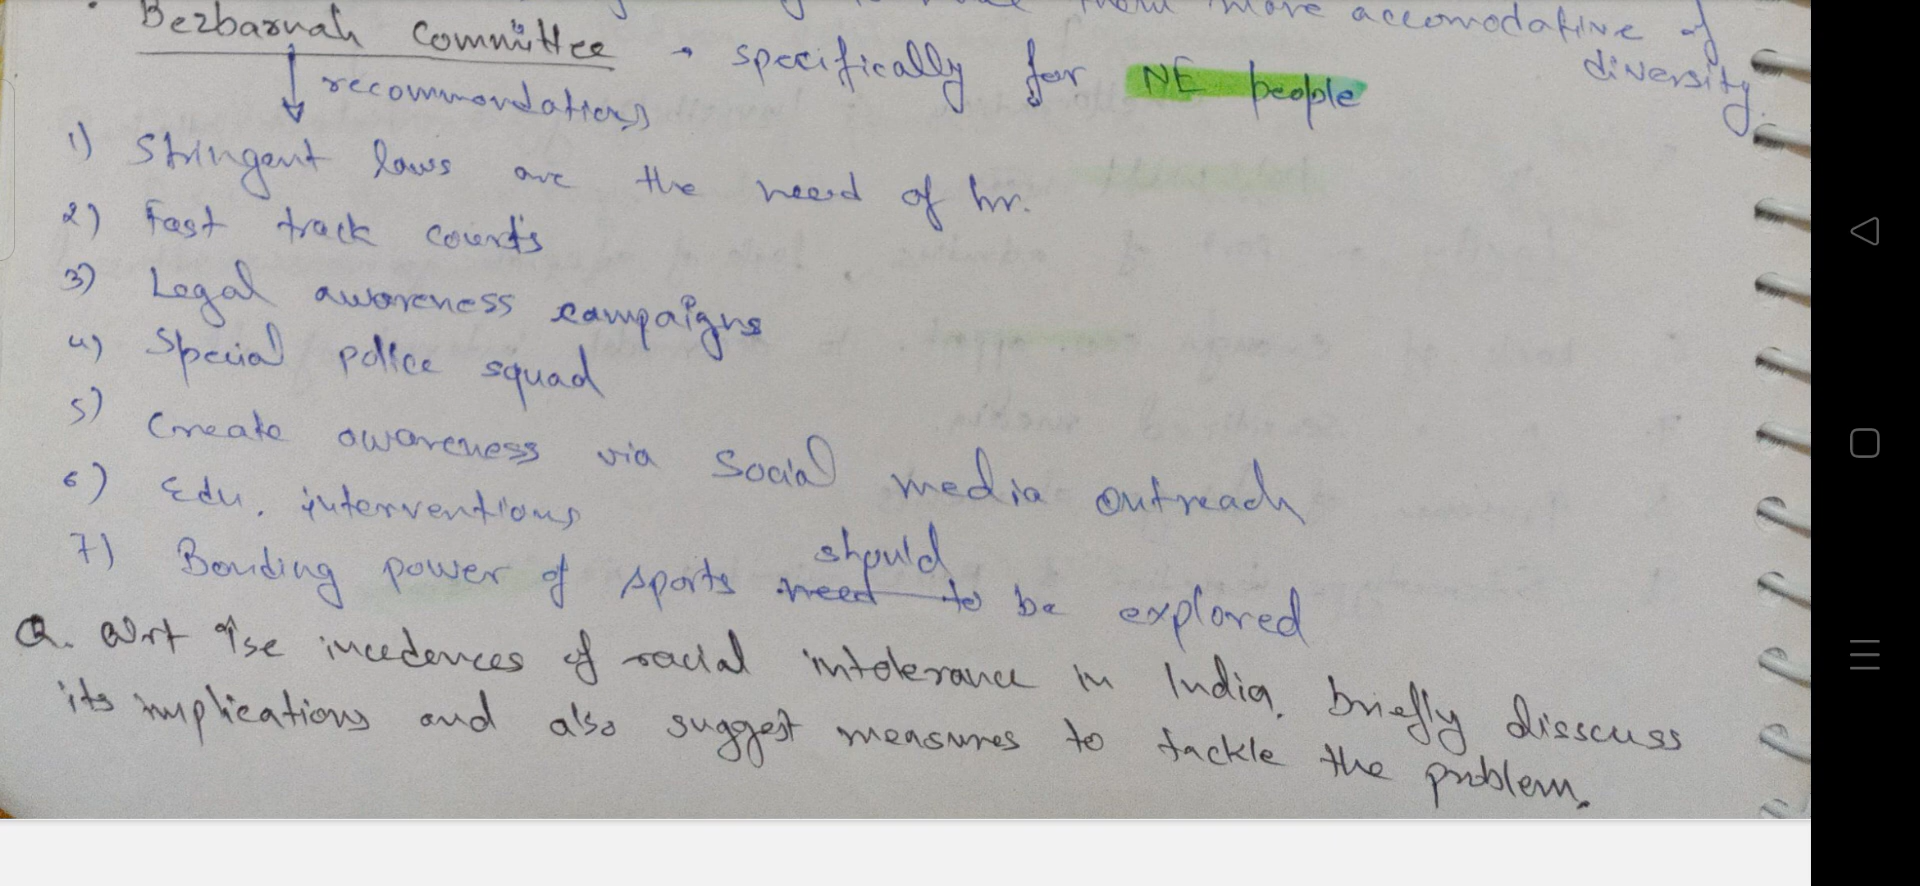 more accomodative of
diversity.
Bezbaruah Committee → specifically for NE people
recommendations
1) Stringent laws are the need of hr.
2) Fast track courts
3) Legal awareness campaigns
4) Special police squad
5) Create awareness via Social media outreach
6) Edu. interventions
7) Bonding power of sports need to should be explored
Q. Wrt rise incedences of racial intolerance in India, briefly disscuss
its implications and also suggest measures to tackle the problem.